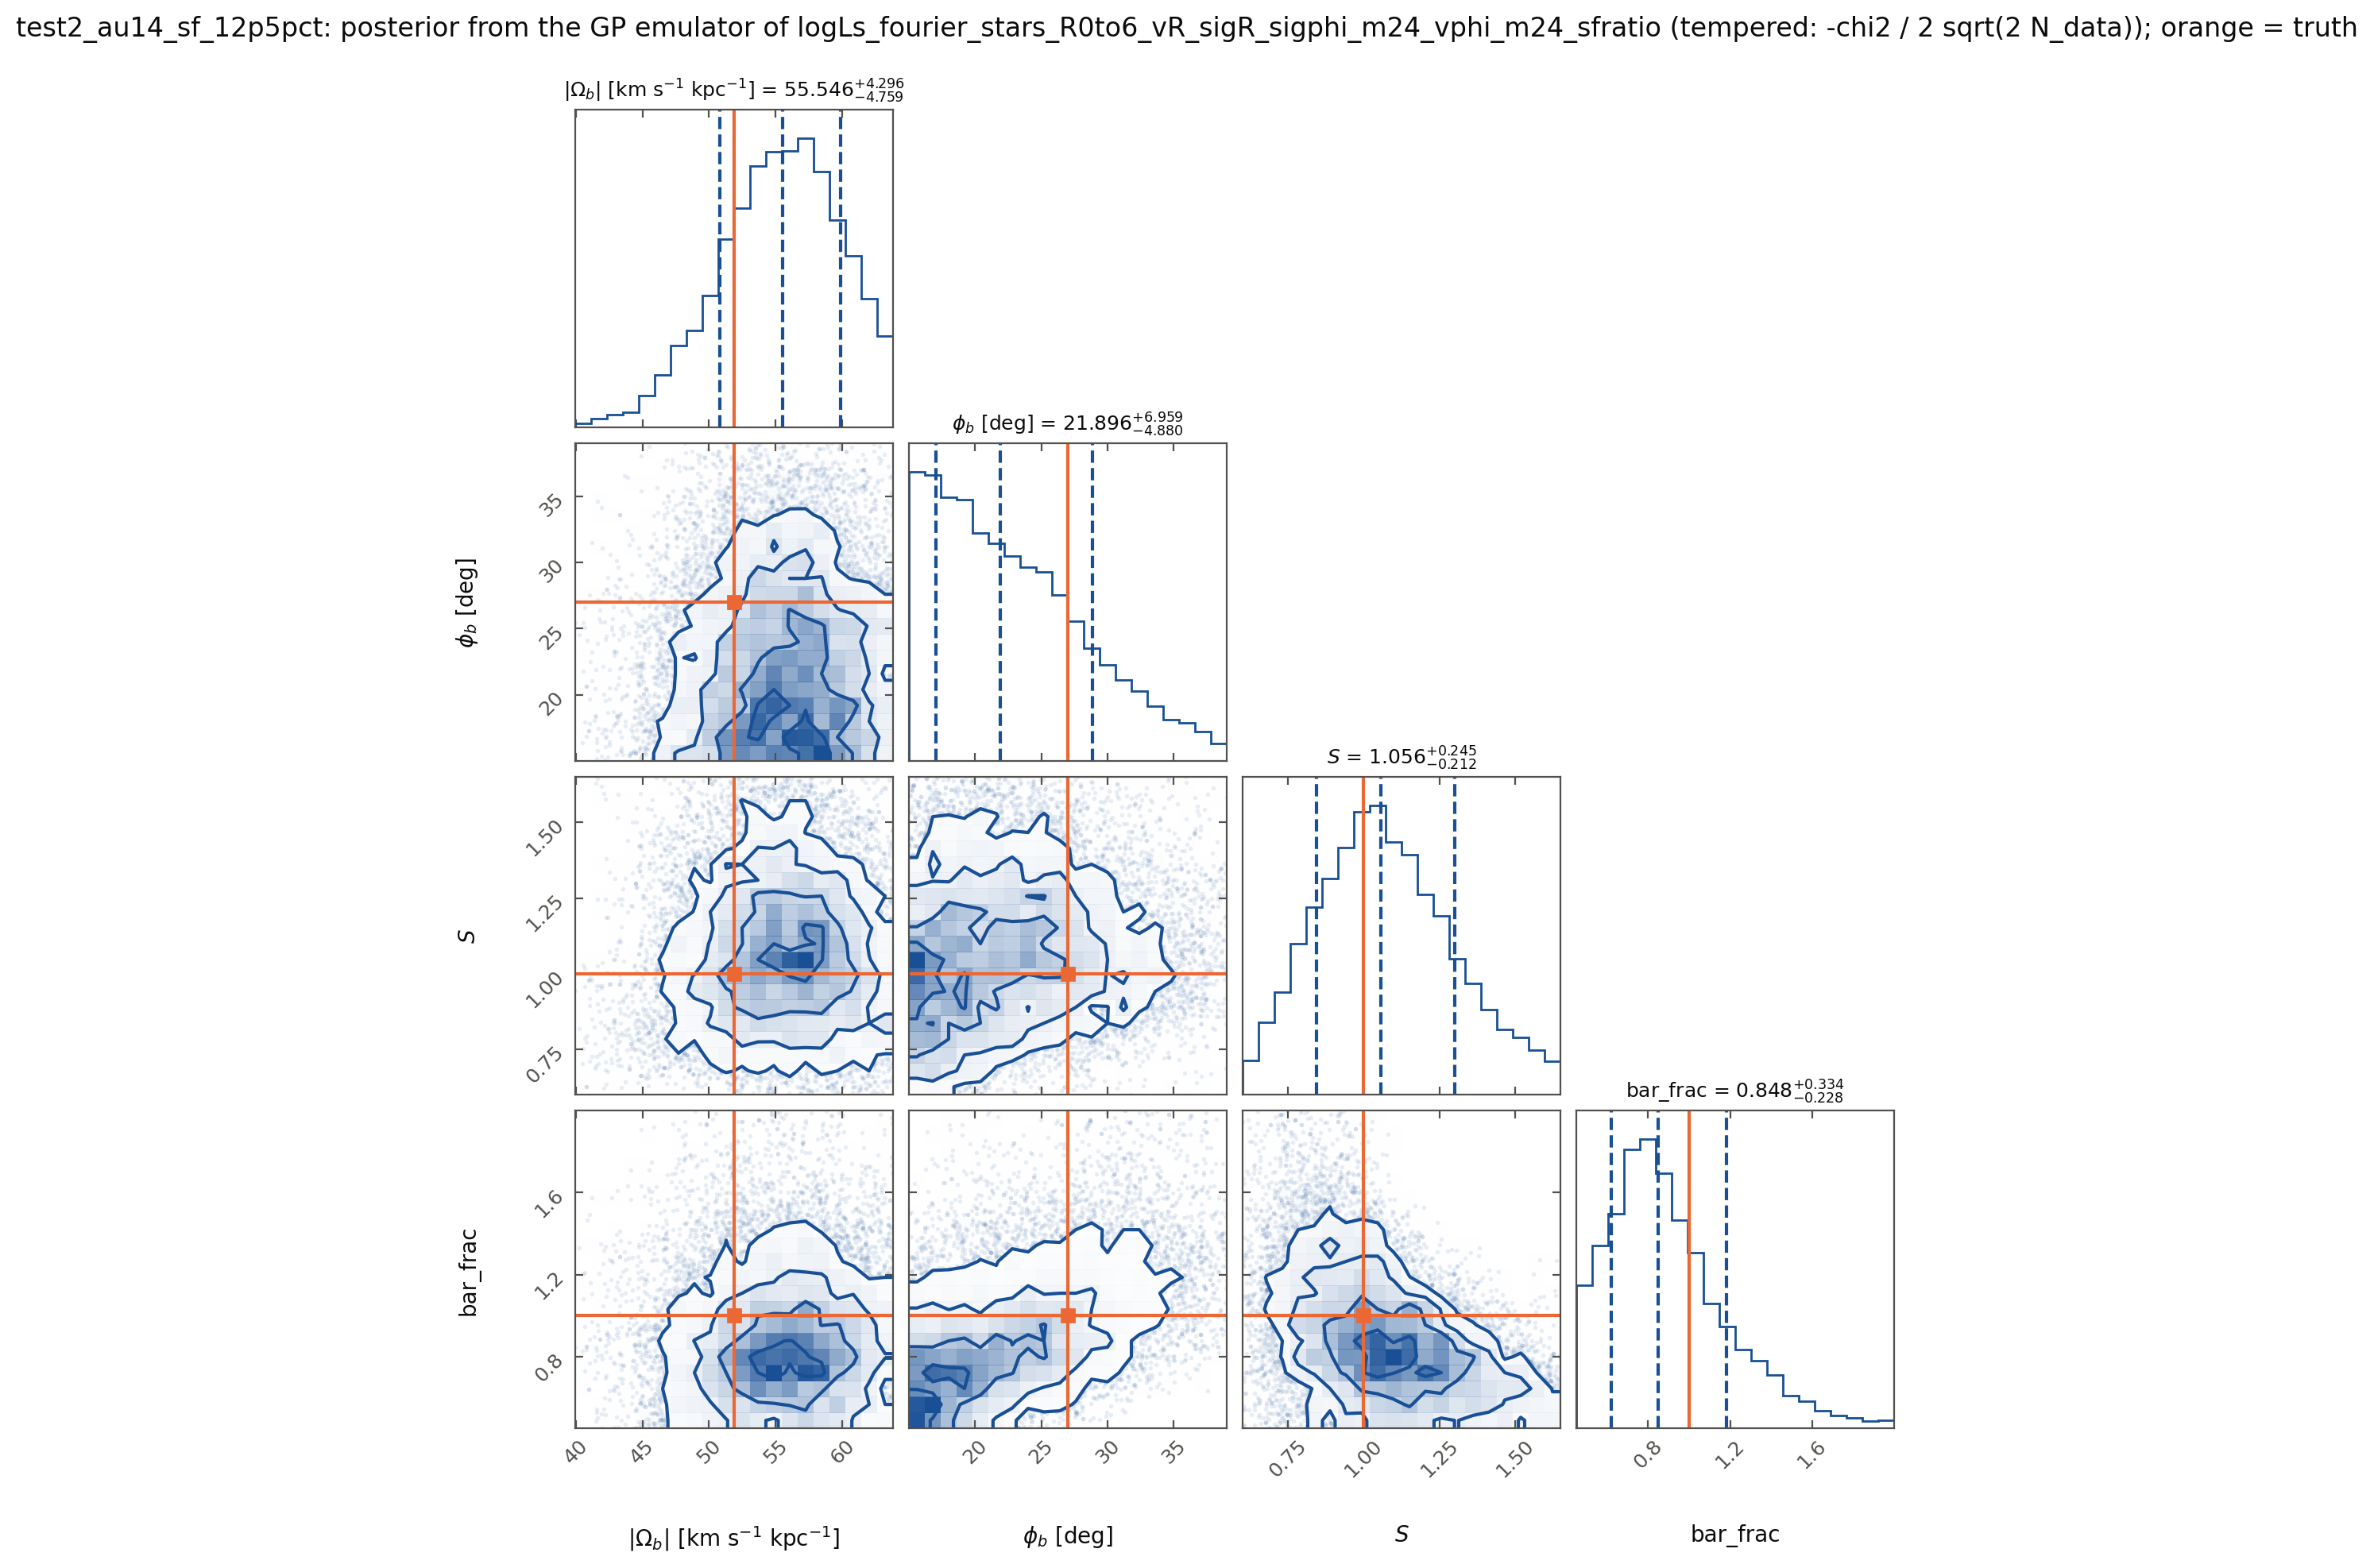 test2_au14_sf_12p5pct: posterior from the GP emulator of logLs_fourier_stars_R0to6_vR_sigR_sigphi_m24_vphi_m24_sfratio (tempered: -chi2 / 2 sqrt(2 N_data)); orange = truth
|Ω_b| [km s⁻¹ kpc⁻¹] = 55.546^{+4.296}_{−4.759}
ϕ_b [deg] = 21.896^{+6.959}_{−4.880}
ϕ_b [deg]
35
30
25
20
S = 1.056^{+0.245}_{−0.212}
S
1.50
1.25
1.00
0.75
bar_frac = 0.848^{+0.334}_{−0.228}
bar_frac
1.6
1.2
0.8
40 45 50 55 60
20 25 30 35
0.75 1.00 1.25 1.50
0.8 1.2 1.6
|Ω_b| [km s⁻¹ kpc⁻¹]
ϕ_b [deg]
S
bar_frac